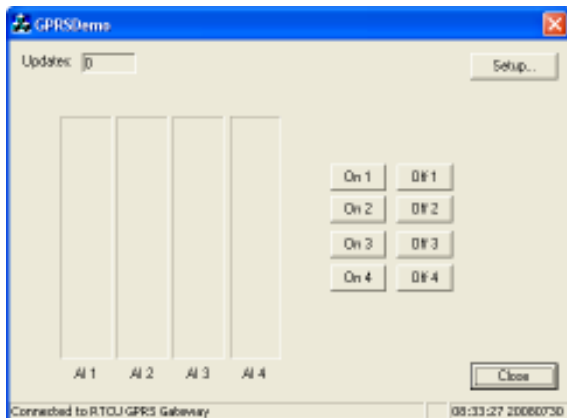 GPRSDemo
Updates: 0
Setup...
On 1 Off 1
On 2 Off 2
On 3 Off 3
On 4 Off 4
AI 1 AI 2 AI 3 AI 4
Close
Connected to RTCU GPRS Gateway 08:33:27 20080730